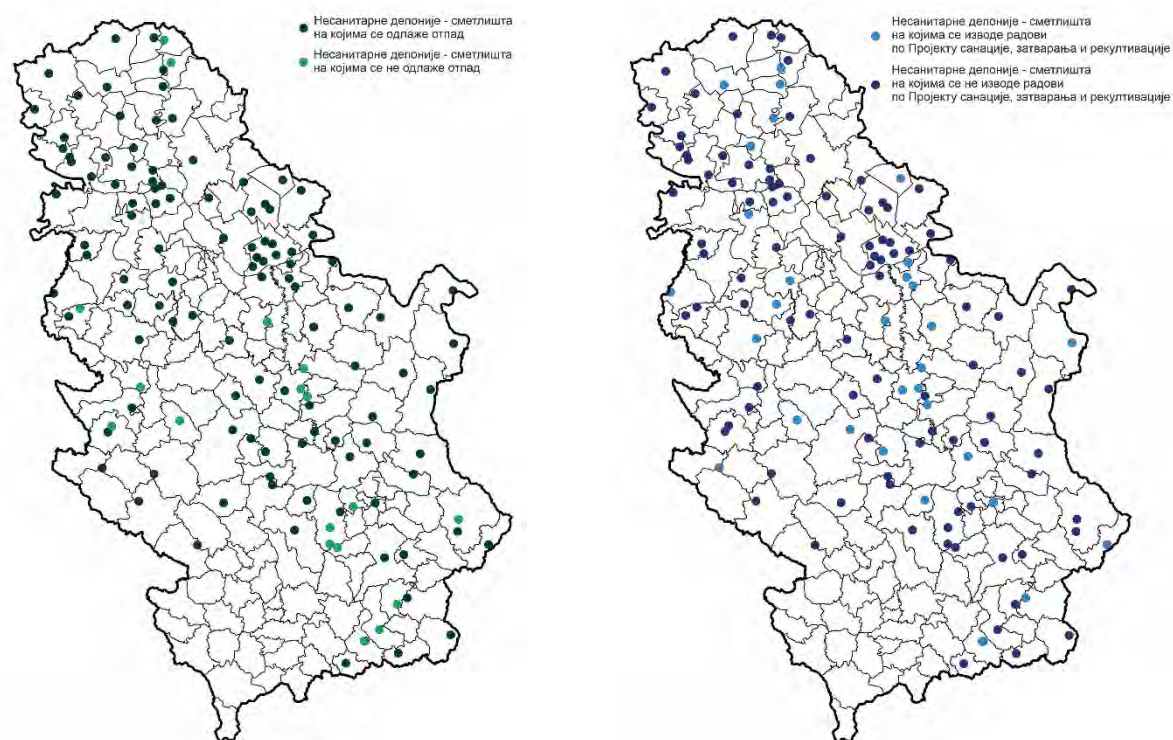 Несанитарне депоније - сметлишта
на којима се одлаже отпад
Несанитарне депоније - сметлишта
на којима се не одлаже отпад
Несанитарне депоније - сметлишта
на којима се изводе радови
по Пројекту санације, затварања и рекултивације
Несанитарне депоније - сметлишта
на којима се не изводе радови
по Пројекту санације, затварања и рекултивације